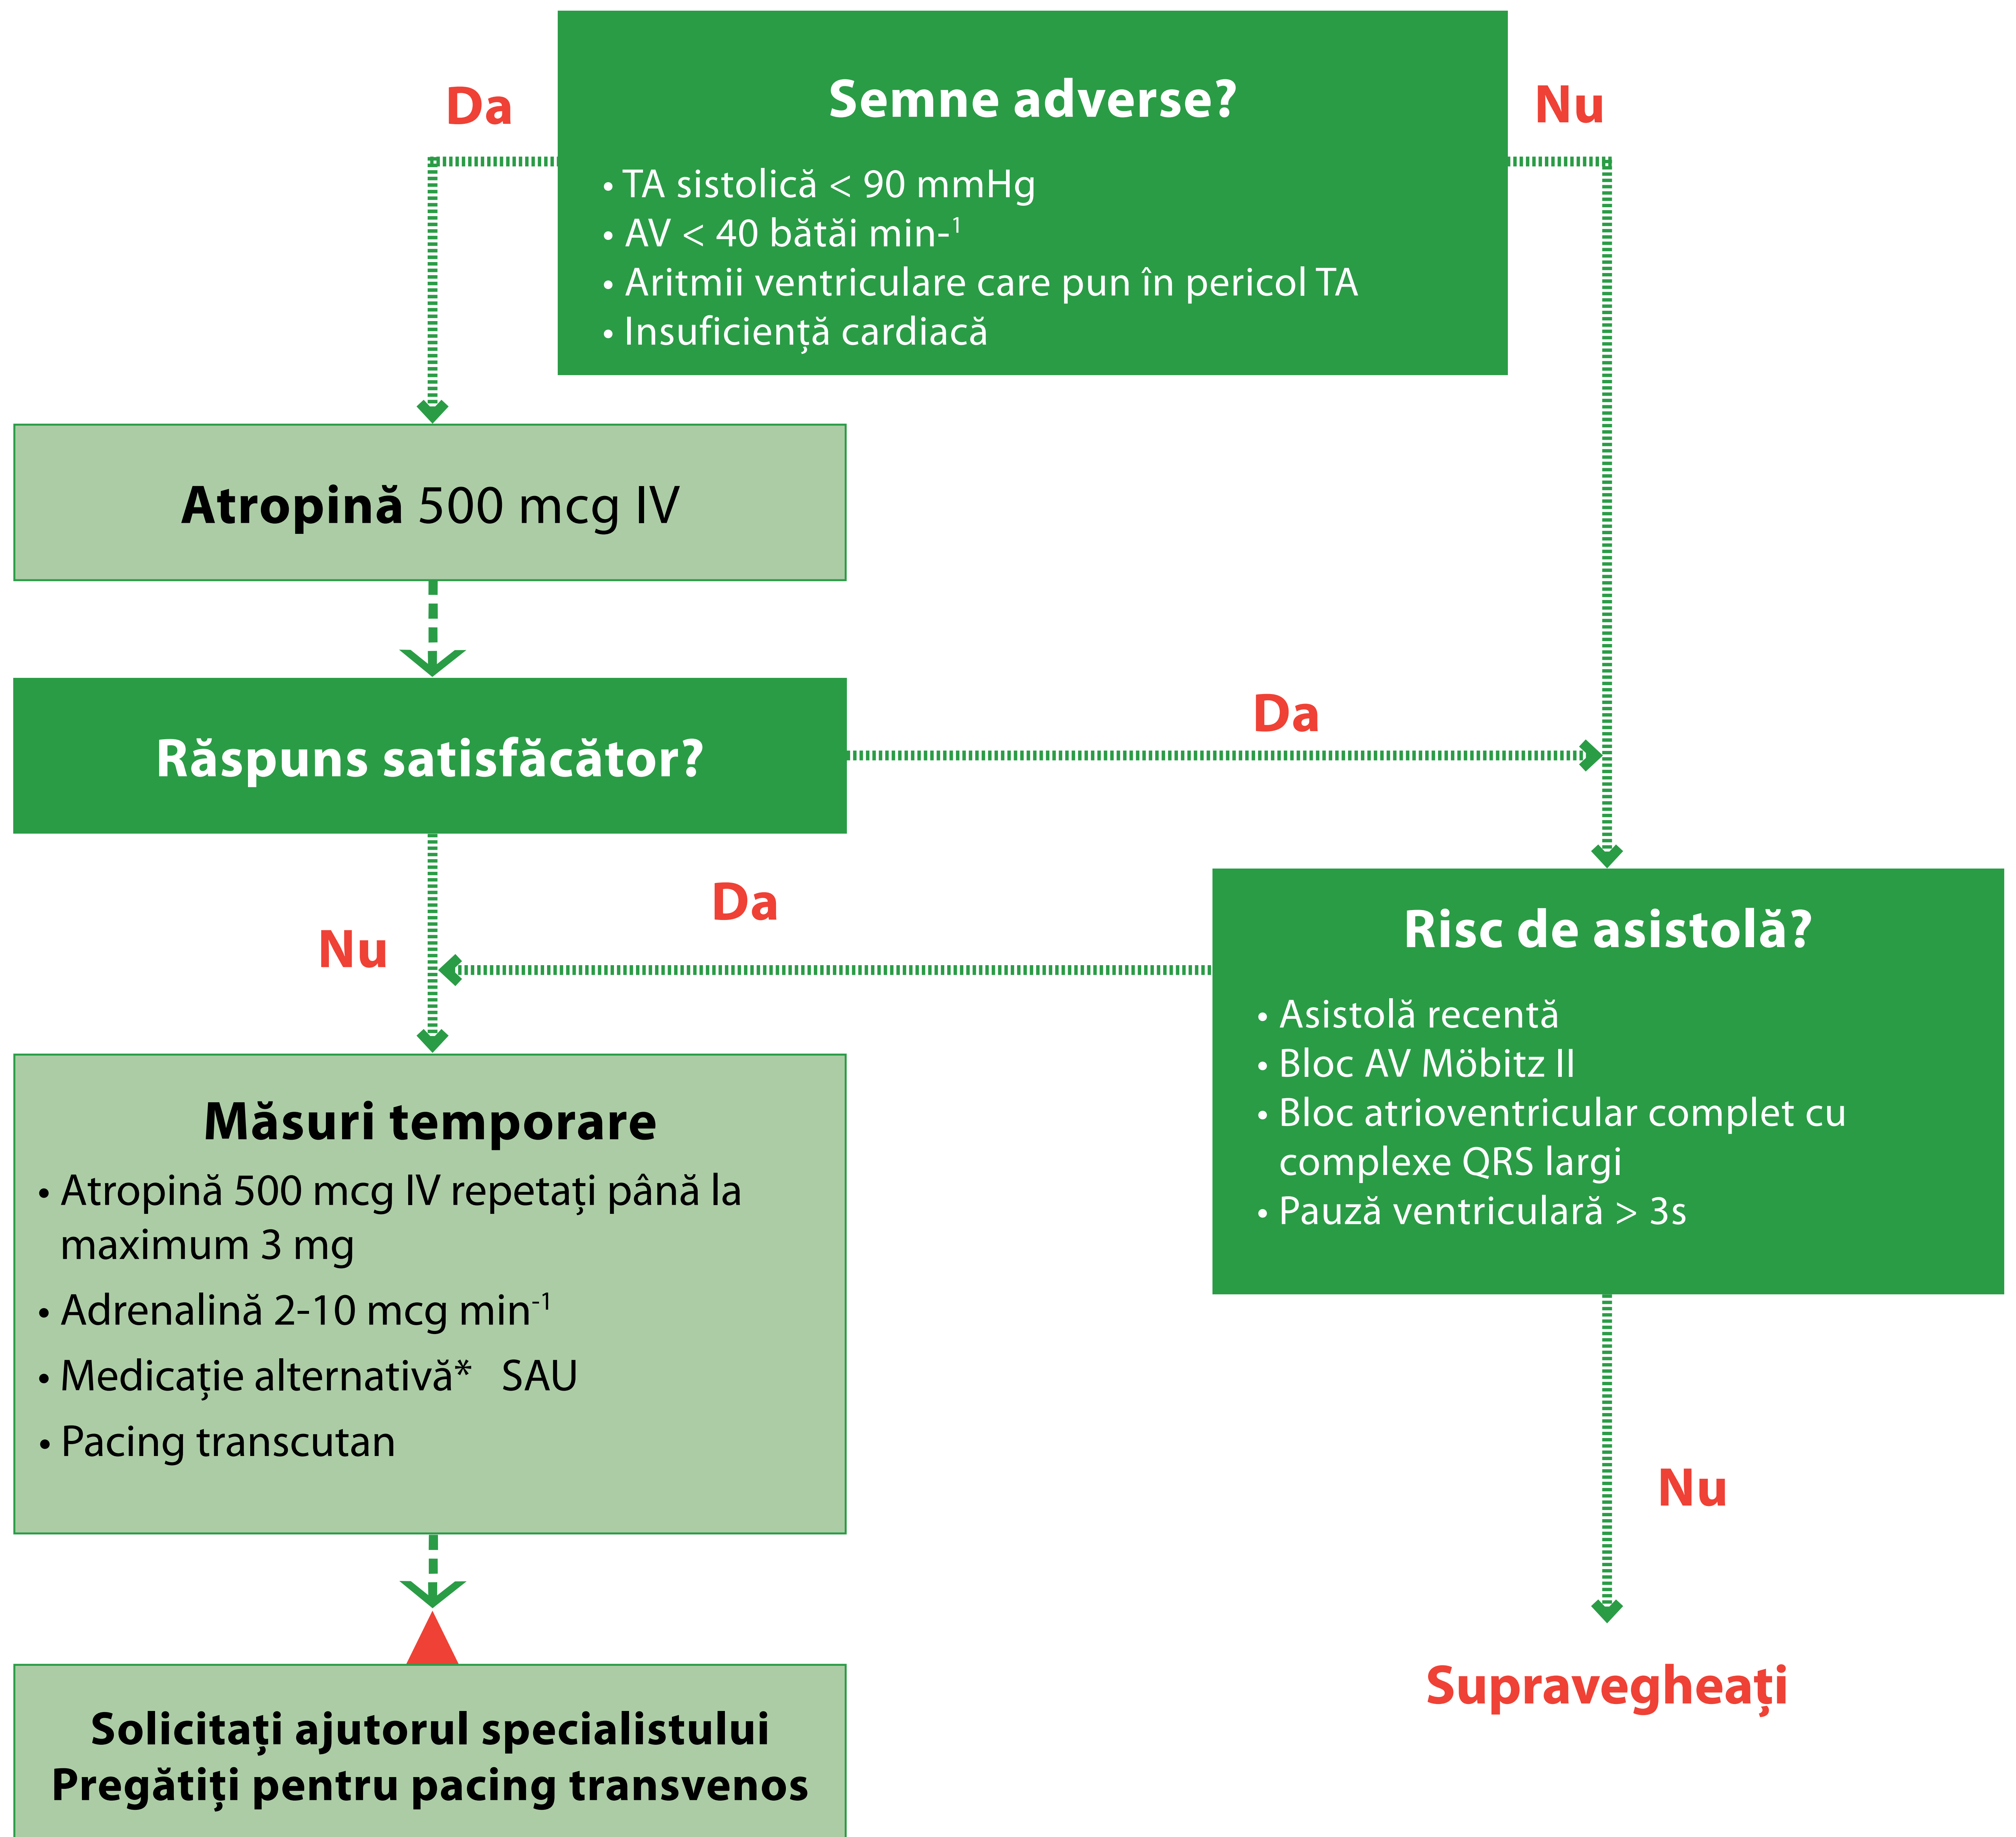 Da
Semne adverse?
Nu
• TA sistolică < 90 mmHg
• AV < 40 bătăi min-¹
• Aritmii ventriculare care pun în pericol TA
• Insuficiență cardiacă
Atropină 500 mcg IV
Răspuns satisfăcător?
Da
Da
Nu
Risc de asistolă?
• Asistolă recentă
• Bloc AV Möbitz II
• Bloc atrioventricular complet cu
complexe QRS largi
• Pauză ventriculară > 3s
Măsuri temporare
• Atropină 500 mcg IV repetați până la
maximum 3 mg
• Adrenalină 2-10 mcg min⁻¹
• Medicație alternativă* SAU
• Pacing transcutan
Nu
Supravegheați
Solicitați ajutorul specialistului
Pregătiți pentru pacing transvenos